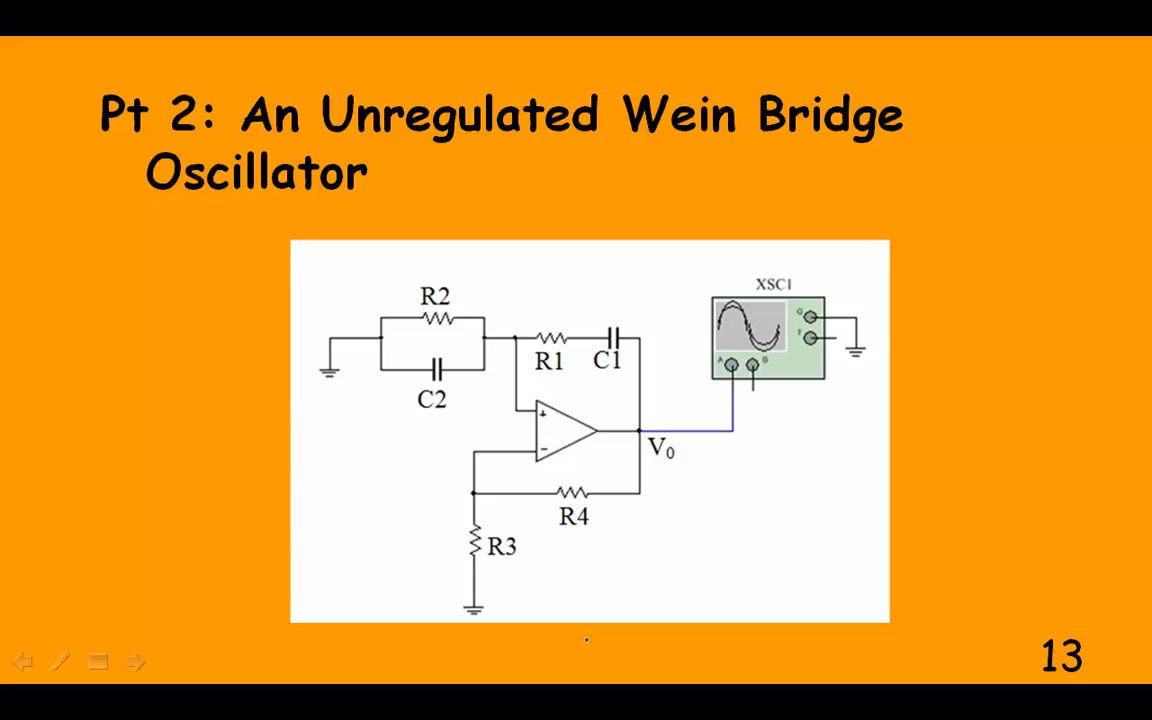 Pt 2: An Unregulated Wein Bridge
Oscillator
XSC1
R2
G
T
R1
C1
A
B
C2
+
V0
-
R4
R3
13